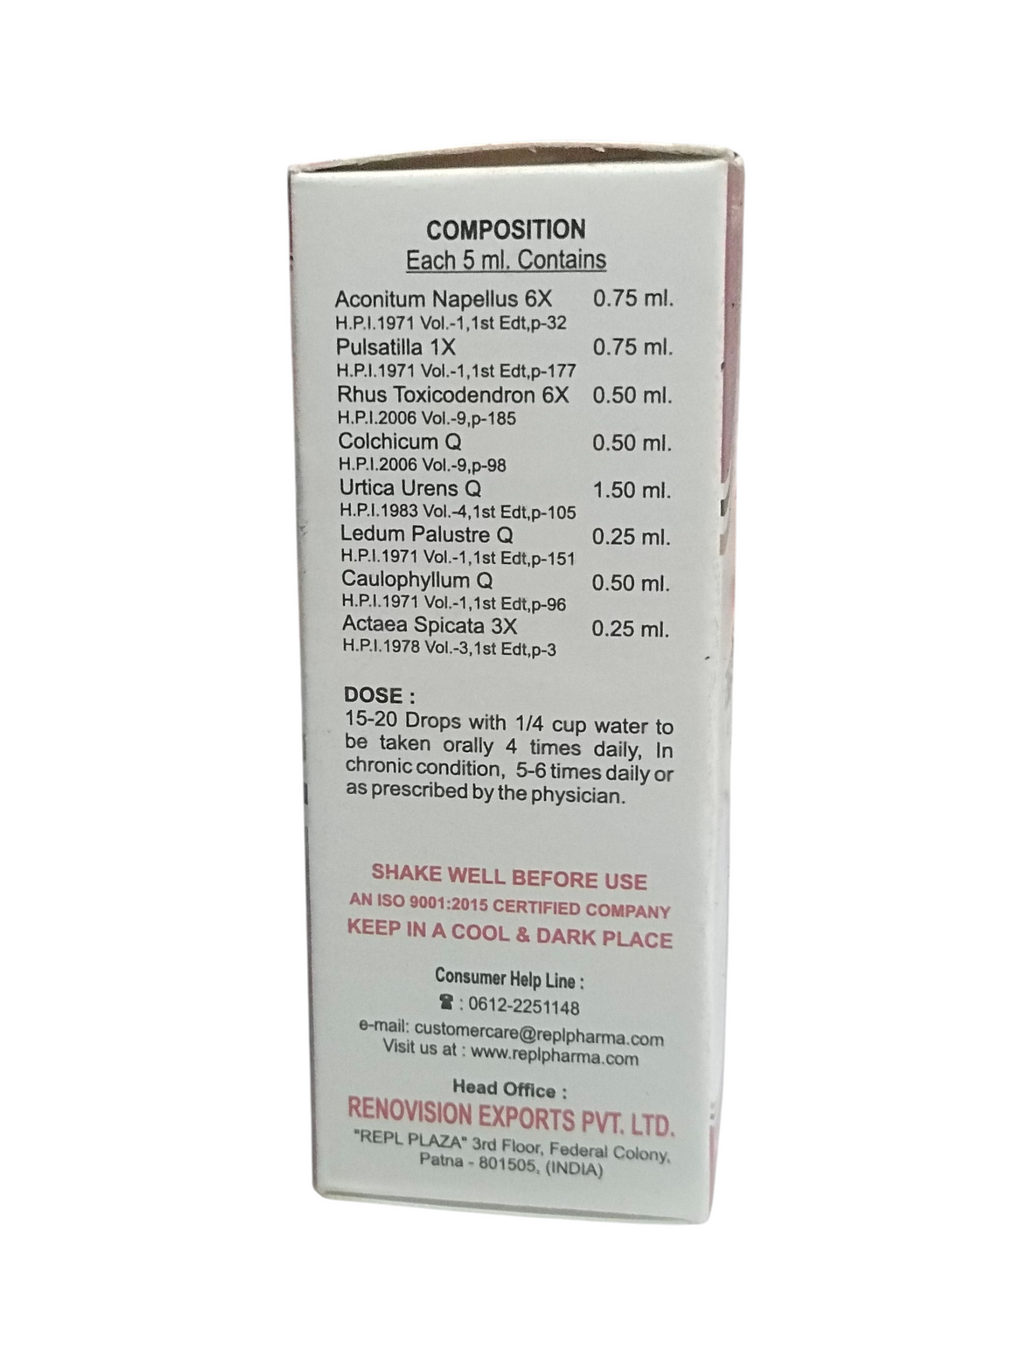 COMPOSITION
Each 5 ml. Contains
Aconitum Napellus 6X 0.75 ml.
H.P.I.1971 Vol.-1,1st Edt,p-32
Pulsatilla 1X 0.75 ml.
H.P.I.1971 Vol.-1,1st Edt,p-177
Rhus Toxicodendron 6X 0.50 ml.
H.P.I.2006 Vol.-9,p-185
Colchicum Q 0.50 ml.
H.P.I.2006 Vol.-9,p-98
Urtica Urens Q 1.50 ml.
H.P.I.1983 Vol.-4,1st Edt,p-105
Ledum Palustre Q 0.25 ml.
H.P.I.1971 Vol.-1,1st Edt,p-151
Caulophyllum Q 0.50 ml.
H.P.I.1971 Vol.-1,1st Edt,p-96
Actaea Spicata 3X 0.25 ml.
H.P.I.1978 Vol.-3,1st Edt,p-3
DOSE :
15-20 Drops with 1/4 cup water to
be taken orally 4 times daily, In
chronic condition, 5-6 times daily or
as prescribed by the physician.
SHAKE WELL BEFORE USE
AN ISO 9001:2015 CERTIFIED COMPANY
KEEP IN A COOL & DARK PLACE
Consumer Help Line :
☎ : 0612-2251148
e-mail: customercare@replpharma.com
Visit us at : www.replpharma.com
Head Office :
RENOVISION EXPORTS PVT. LTD.
"REPL PLAZA" 3rd Floor, Federal Colony,
Patna - 801505, (INDIA)